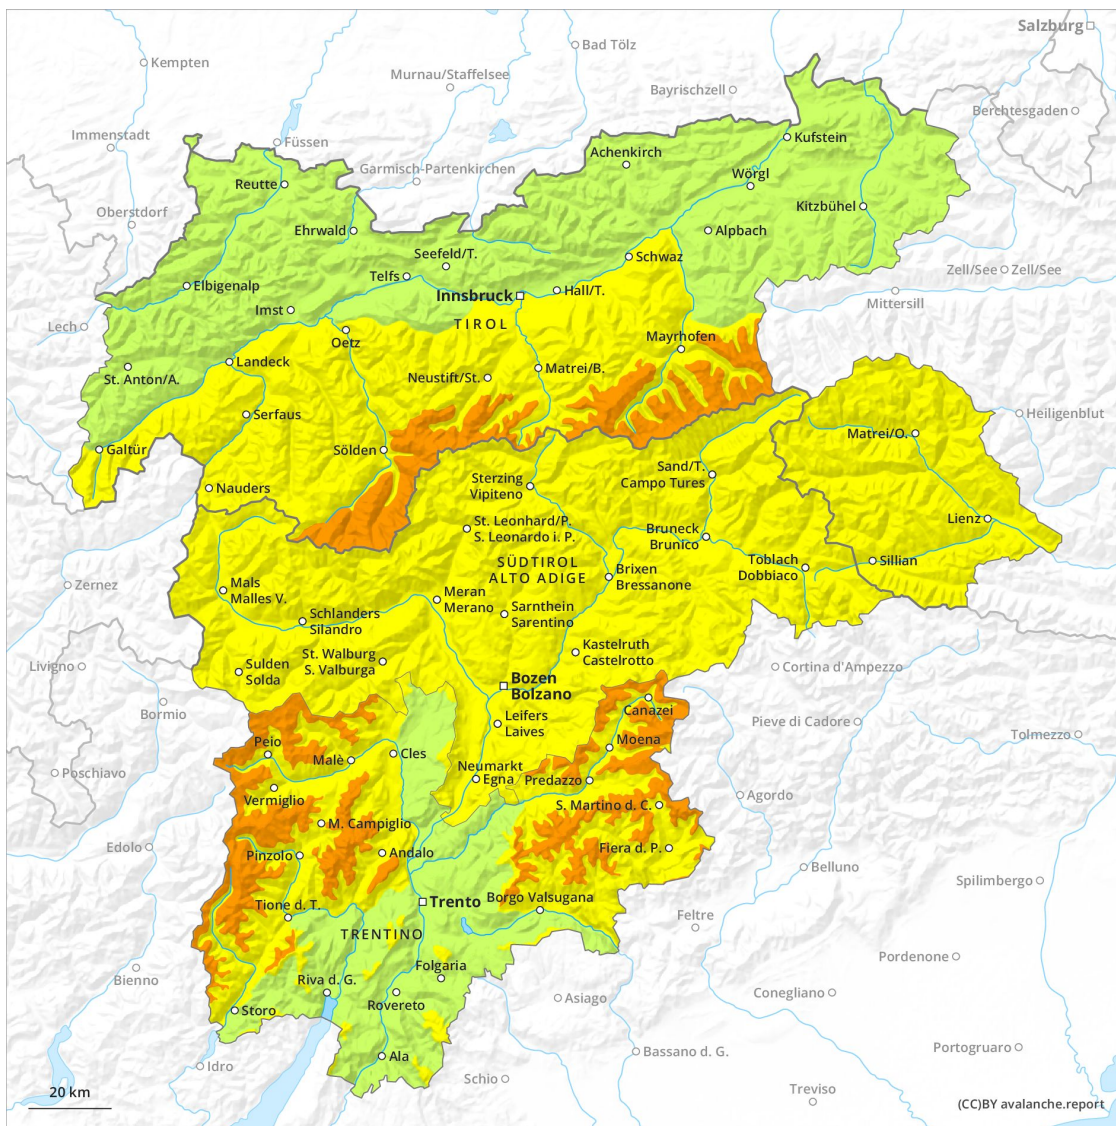 Salzburg
Bad Tölz
Kempten
Murnau/Staffelsee
Bayrischzell
Berchtesgaden
Immenstadt
Füssen
Kufstein
Achenkirch
Garmisch-Partenkirchen
Wörgl
Reutte
Kitzbühel
Oberstdorf
Ehrwald
Alpbach
Seefeld/T.
Schwaz
Telfs
Zell/See
Zell/See
Elbigenalp
Hall/T.
Innsbruck
Mittersill
Imst
Lech
TIROL
Oetz
Mayrhofen
Landeck
Matrei/B.
St. Anton/A.
Neustift/St.
Serfaus
Heiligenblut
Matrei/O.
Galtür
Sölden
Sand/T.
Campo Tures
Sterzing
Vipiteno
Nauders
Lienz
St. Leonhard/P.
S. Leonardo i. P.
Bruneck
Brunico
SÜDTIROL
ALTO ADIGE
Toblach
Dobbiaco
Sillian
Brixen
Bressanone
Zernez
Mals
Malles V.
Meran
Merano
Sarnthein
Sarentino
Schlanders
Silandro
Kastelruth
Castelrotto
St. Walburg
S. Valburga
Livigno
Sulden
Solda
Cortina d'Ampezzo
Bozen
Bolzano
Canazei
Bormio
Leifers
Laives
Pieve di Cadore
Tolmezzo
Peio
Moena
Cles
Malè
Poschiavo
Neumarkt
Egna
Predazzo
Vermiglio
Agordo
S. Martino d. C.
M. Campiglio
Edolo
Pinzolo
Andalo
Fiera d. P.
Belluno
Spilimbergo
Trento
Borgo Valsugana
Tione d. T.
Feltre
TRENTINO
Pordenone
Folgaria
Bienno
Riva d. G.
Rovereto
Asiago
Conegliano
Storo
Ala
Bassano d. G.
Portogruaro
Idro
Schio
Treviso
20 km
(CC)BY avalanche.report